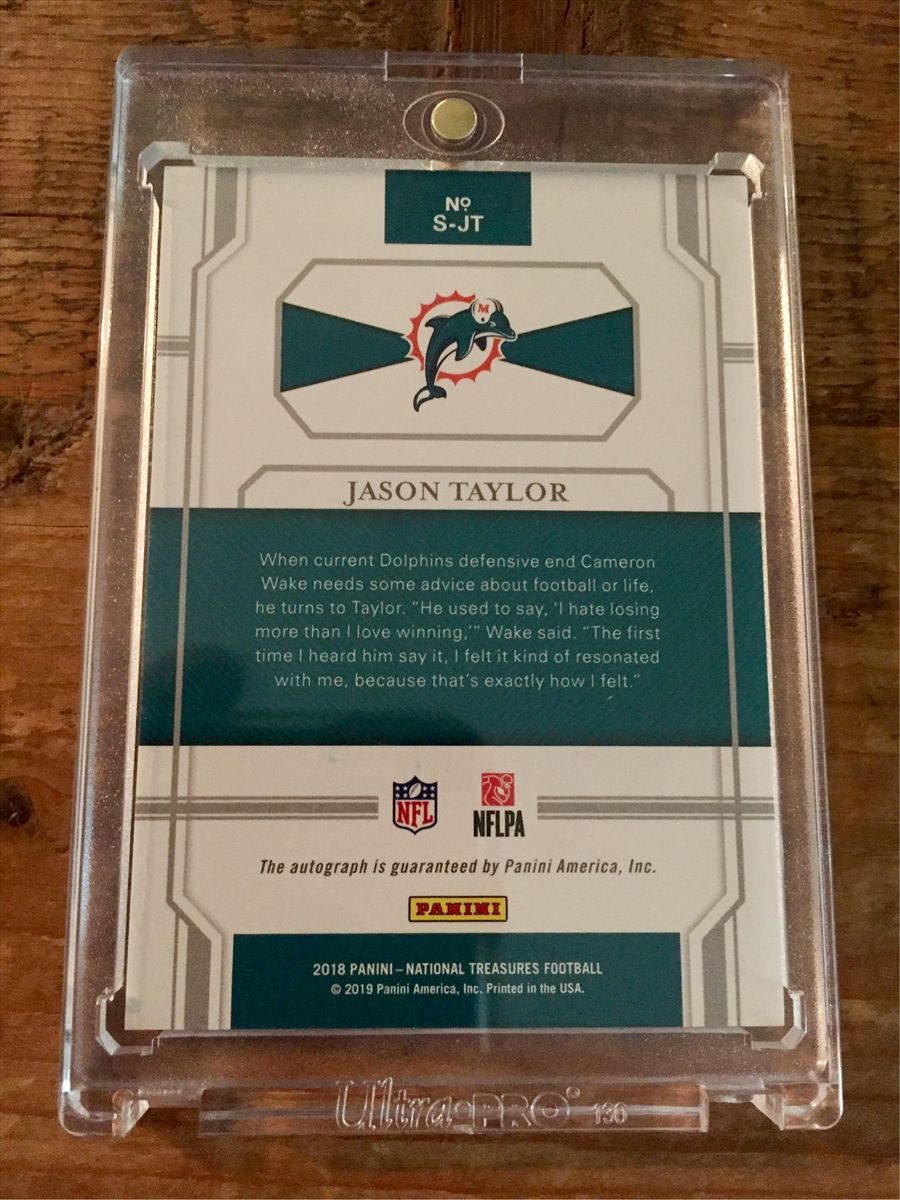 Nº
S-JT
M
JASON TAYLOR
When current Dolphins defensive end Cameron
Wake needs some advice about football or life,
he turns to Taylor. “He used to say, ‘I hate losing
more than I love winning,’” Wake said. “The first
time I heard him say it, I felt it kind of resonated
with me, because that’s exactly how I felt.”
NFL
NFLPA
The autograph is guaranteed by Panini America, Inc.
PANINI
2018 PANINI – NATIONAL TREASURES FOOTBALL
© 2019 Panini America, Inc. Printed in the USA.
Ultra•PRO® 130